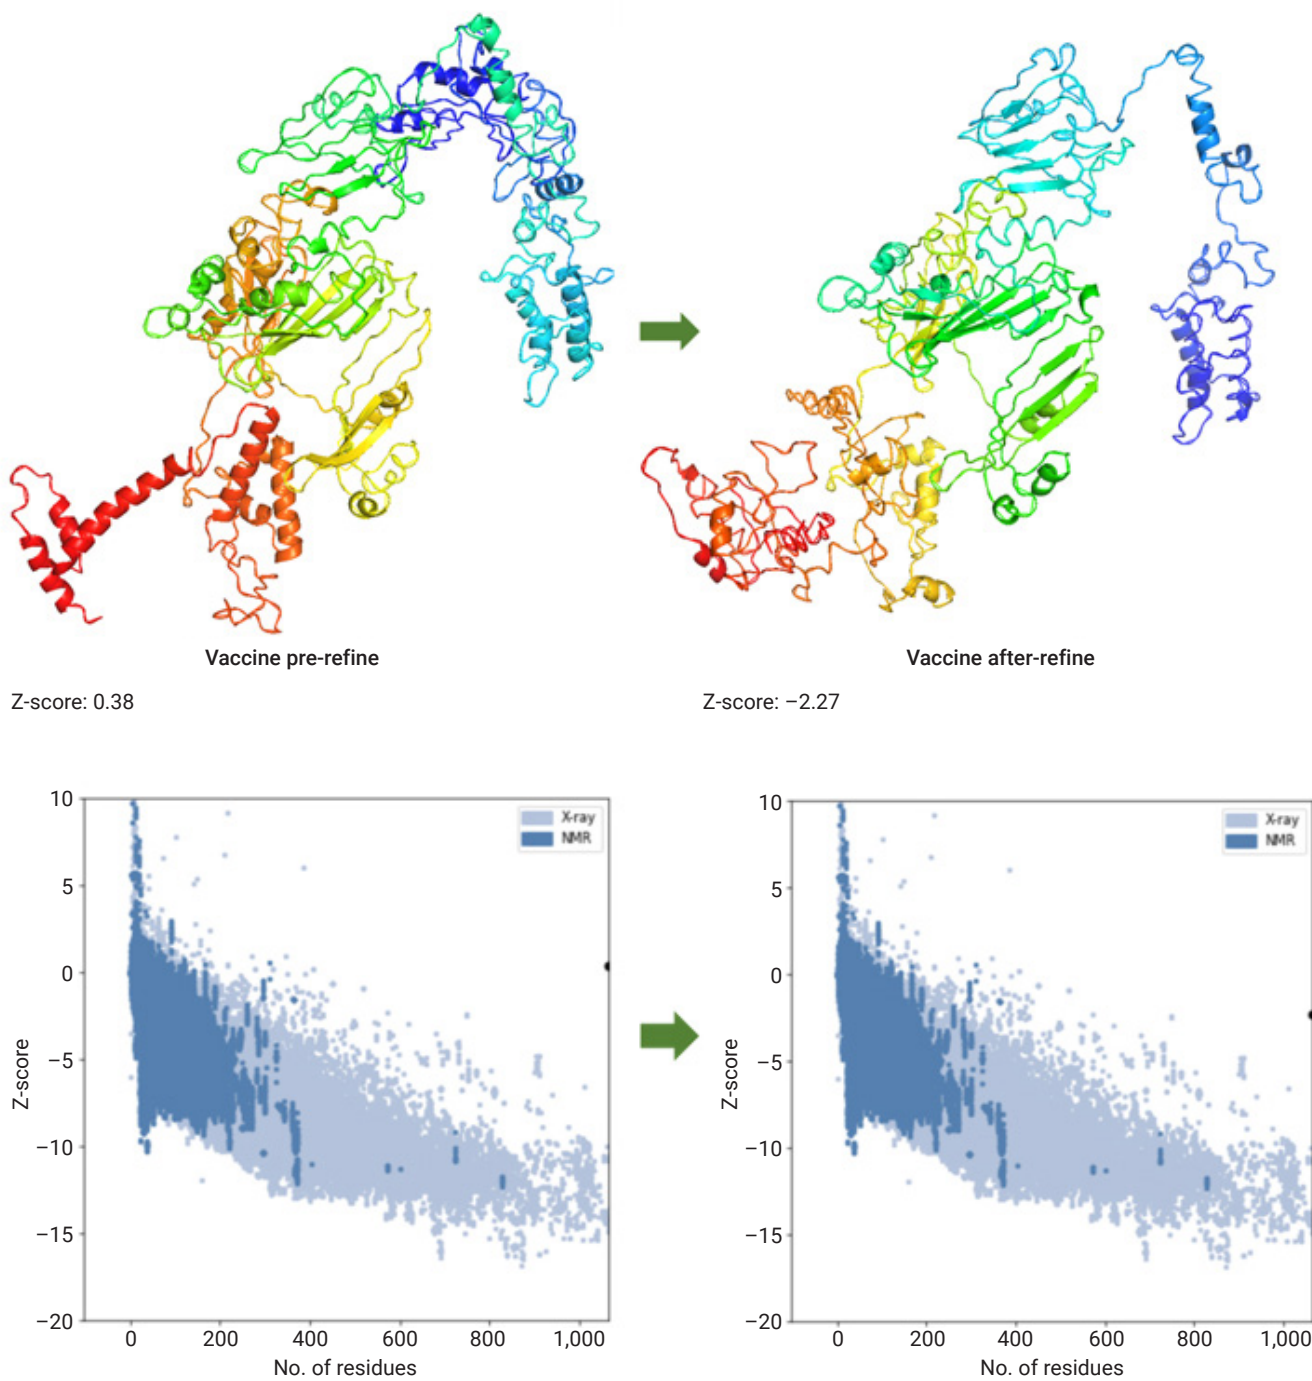 Vaccine pre-refine
Vaccine after-refine
Z-score: 0.38
Z-score: −2.27
10
5
0
−5
−10
−15
−20
Z-score
X-ray
NMR
0 200 400 600 800 1,000
No. of residues
10
5
0
−5
−10
−15
−20
Z-score
X-ray
NMR
0 200 400 600 800 1,000
No. of residues